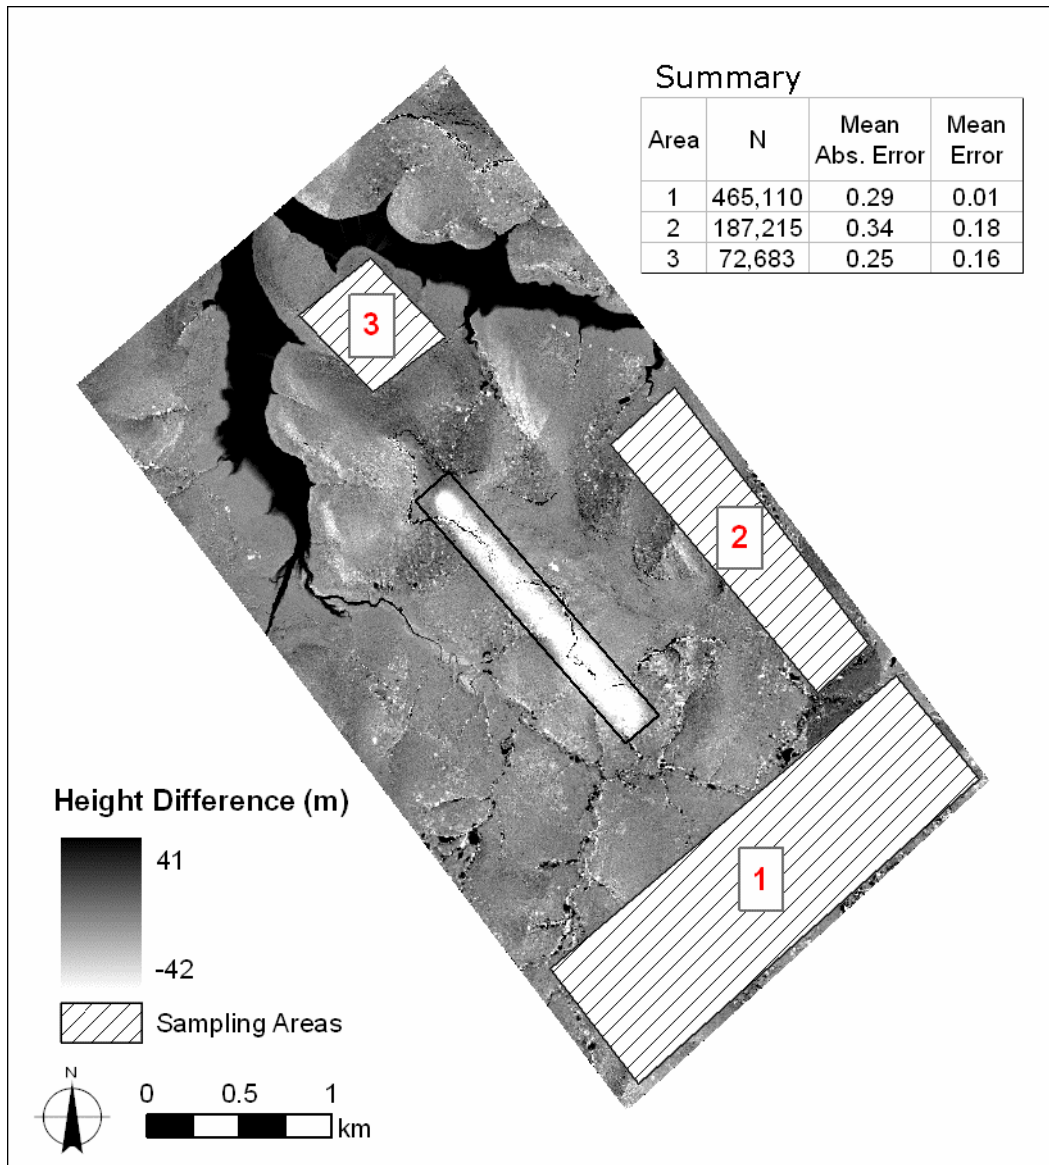 Summary
Area N Mean Abs. Error Mean Error
1 465,110 0.29 0.01
2 187,215 0.34 0.18
3 72,683 0.25 0.16
3
2
1
Height Difference (m)
41
-42
Sampling Areas
N
0 0.5 1
km